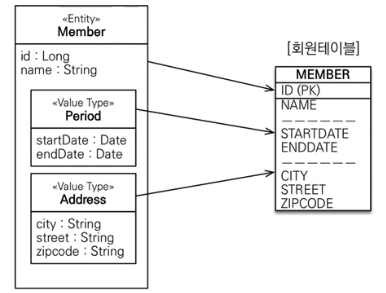 «Entity»
Member
id : Long
name : String
«Value Type»
Period
startDate : Date
endDate : Date
«Value Type»
Address
city : String
street : String
zipcode : String
[회원테이블]
MEMBER
ID (PK)
NAME
STARTDATE
ENDDATE
CITY
STREET
ZIPCODE